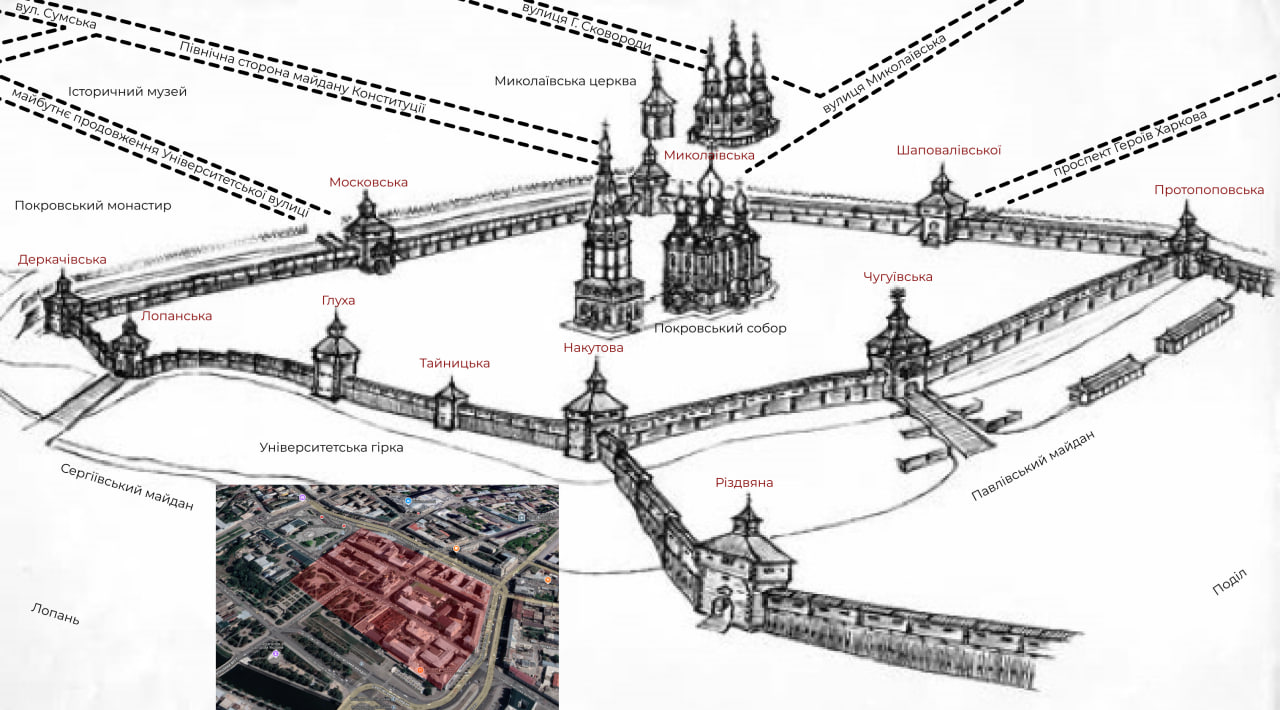 вул. Сумська
вулиця Г. Сковороди
Північна сторона майдану Конституції
вулиця Миколаївська
Миколаївська церква
Історичний музей
майбутнє продовження Університетської вулиці
проспект Героїв Харкова
Миколаївська
Шаповалівської
Московська
Протопоповська
Покровський монастир
Деркачівська
Чугуївська
Глуха
Лопанська
Покровський собор
Накутова
Тайницька
Університетська гірка
Сергіївський майдан
Різдвяна
Павлівський майдан
Поділ
Лопань